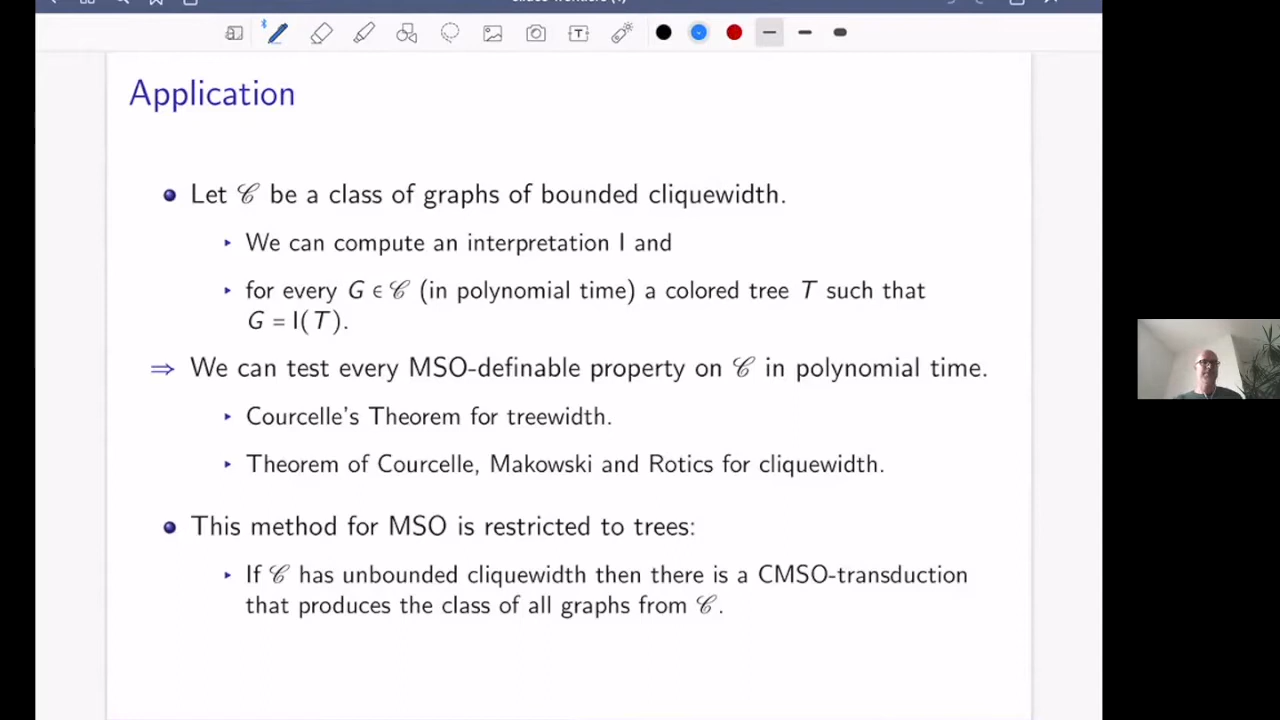 Application
• Let 𝒞 be a class of graphs of bounded cliquewidth.
▸ We can compute an interpretation I and
▸ for every G ∈ 𝒞 (in polynomial time) a colored tree T such that
G = I(T).
⇒ We can test every MSO-definable property on 𝒞 in polynomial time.
▸ Courcelle's Theorem for treewidth.
▸ Theorem of Courcelle, Makowski and Rotics for cliquewidth.
• This method for MSO is restricted to trees:
▸ If 𝒞 has unbounded cliquewidth then there is a CMSO-transduction
that produces the class of all graphs from 𝒞.